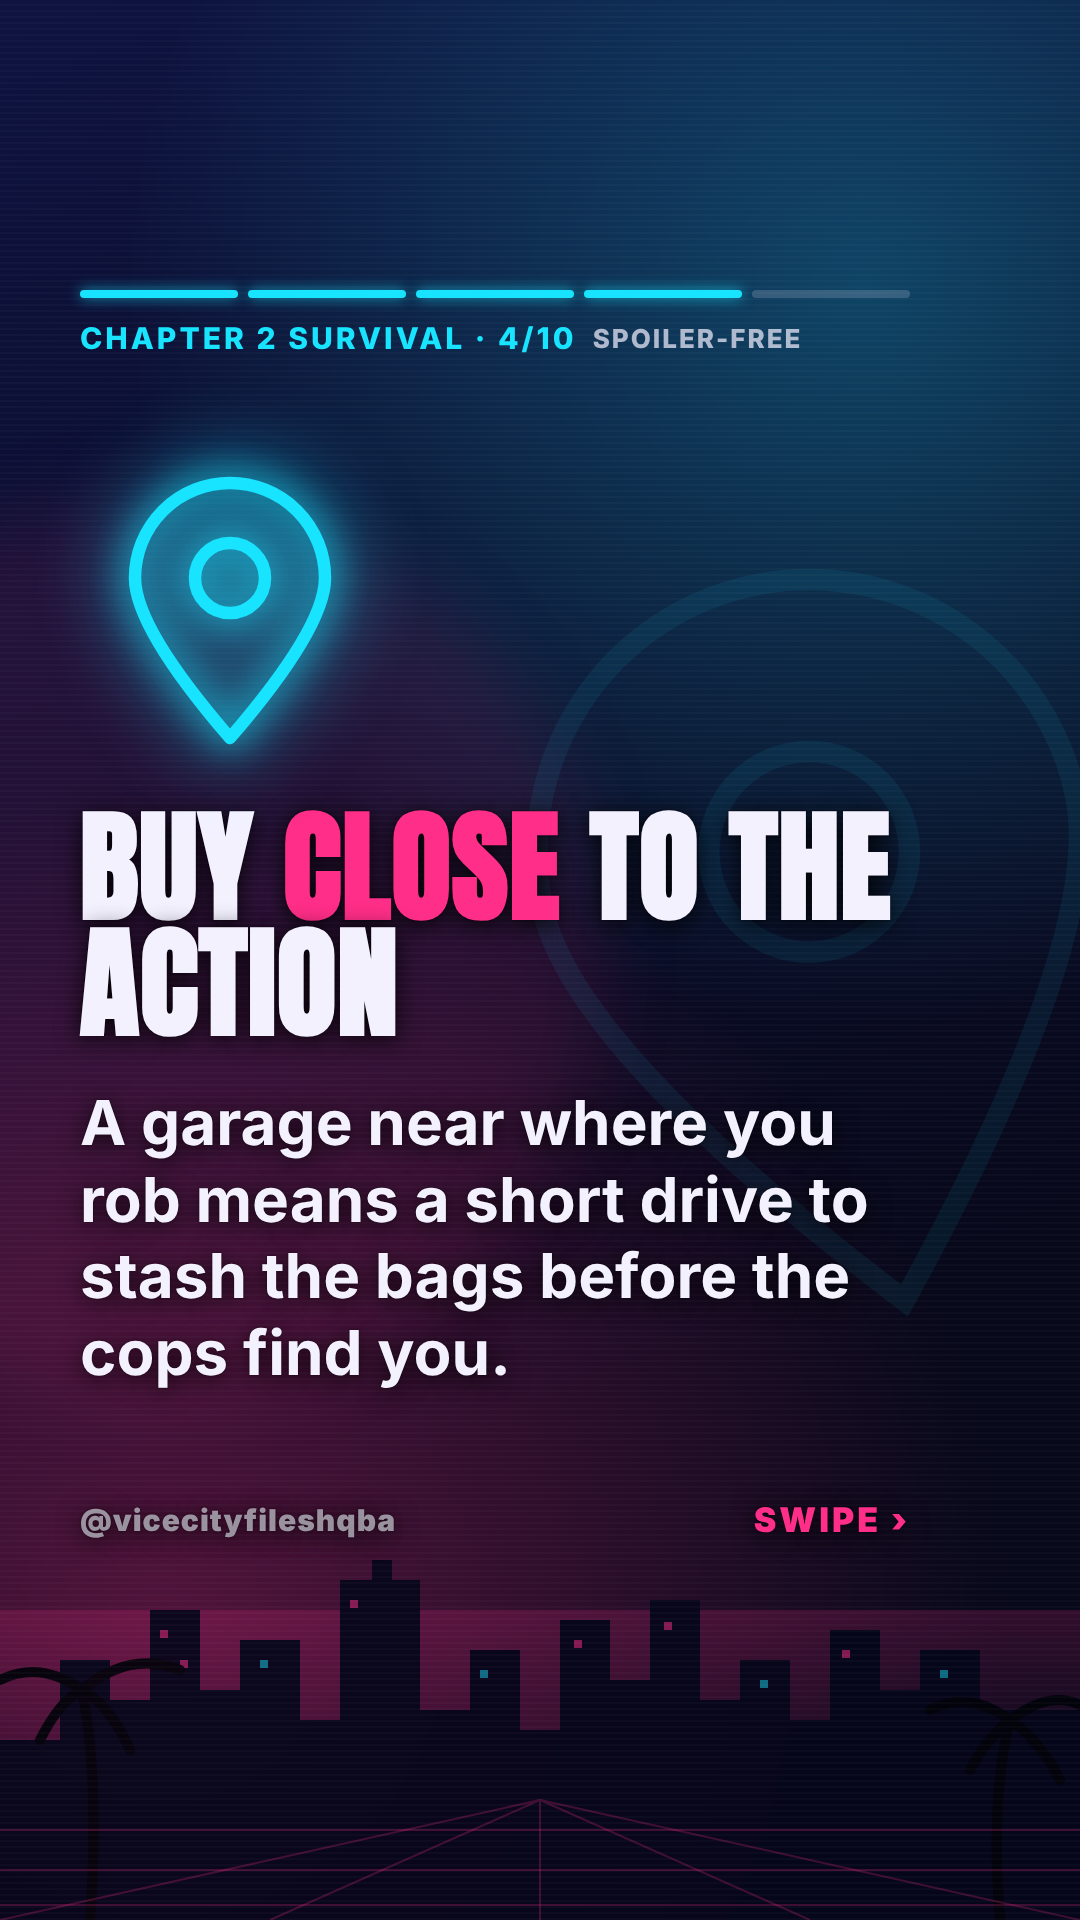 CHAPTER 2 SURVIVAL · 4/10 SPOILER-FREE
BUY CLOSE TO THE
ACTION
A garage near where you
rob means a short drive to
stash the bags before the
cops find you.
@vicecityfileshqba SWIPE ›